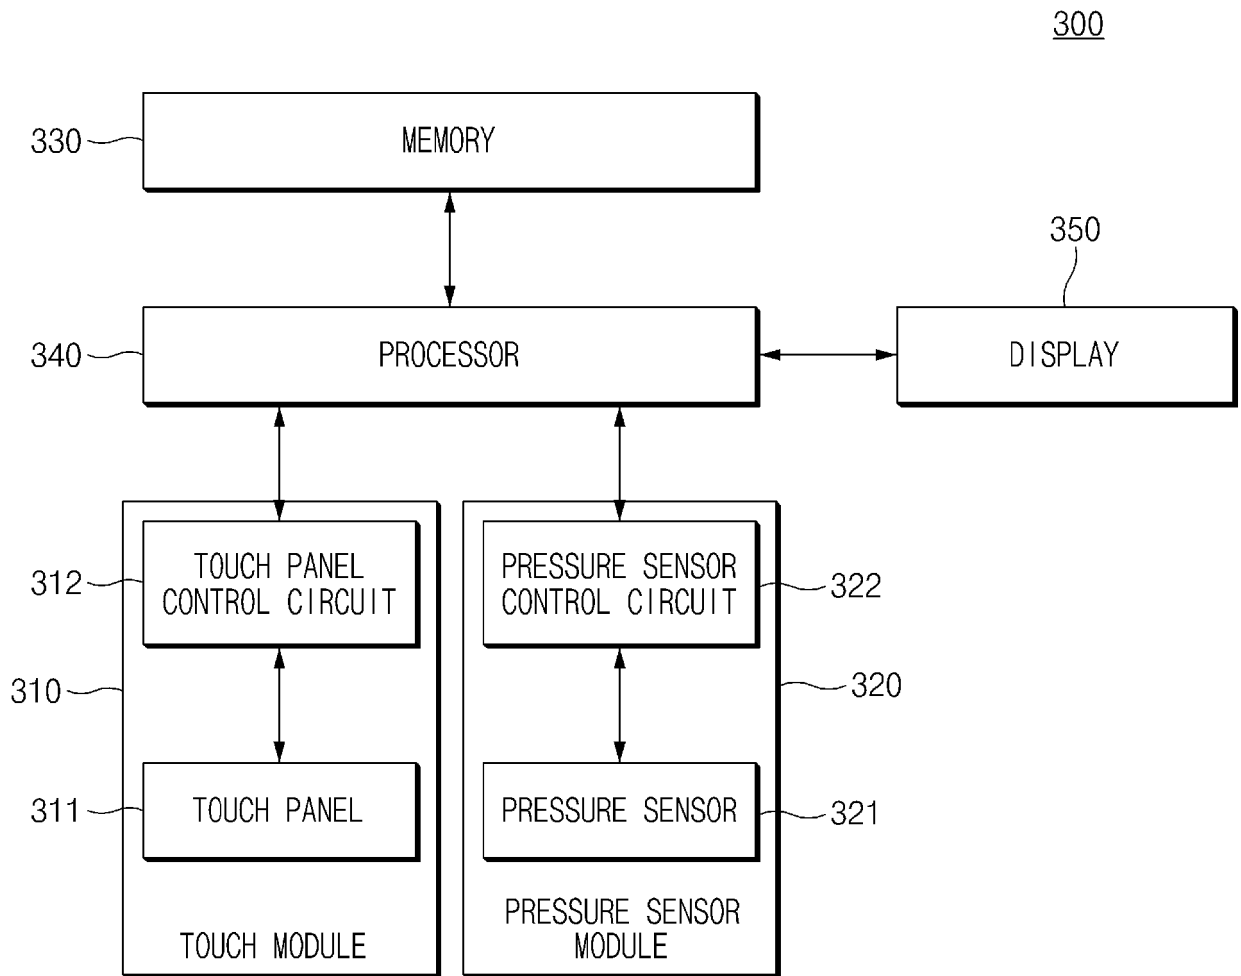 300
330
MEMORY
350
340
PROCESSOR
DISPLAY
312
TOUCH PANEL
CONTROL CIRCUIT
PRESSURE SENSOR
CONTROL CIRCUIT
322
310
320
311
TOUCH PANEL
PRESSURE SENSOR
321
TOUCH MODULE
PRESSURE SENSOR
MODULE